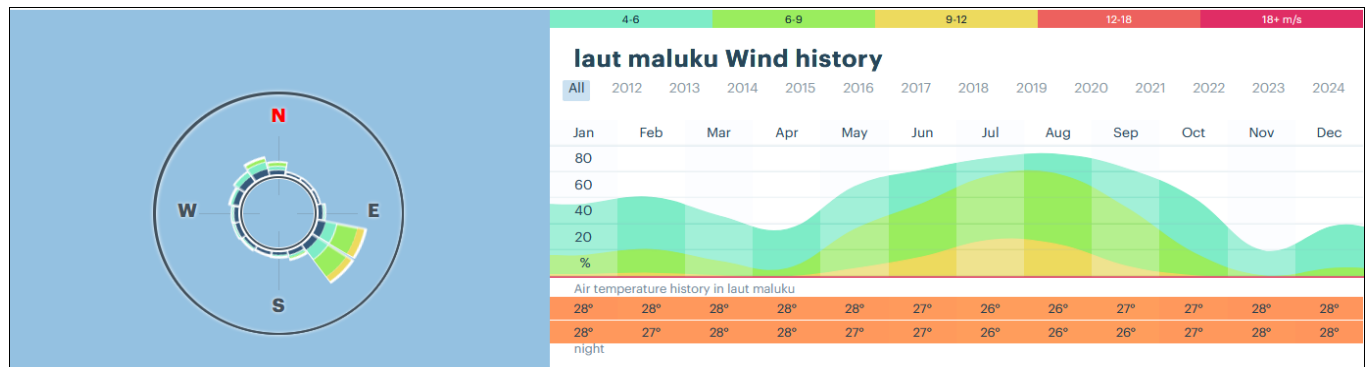 N
W E
S
4-6 6-9 9-12 12-18 18+ m/s
laut maluku Wind history
All 2012 2013 2014 2015 2016 2017 2018 2019 2020 2021 2022 2023 2024
Jan Feb Mar Apr May Jun Jul Aug Sep Oct Nov Dec
80
60
40
20
%
Air temperature history in laut maluku
28° 28° 28° 28° 28° 27° 26° 26° 27° 27° 28° 28°
28° 27° 28° 28° 27° 27° 26° 26° 26° 27° 28° 28°
night